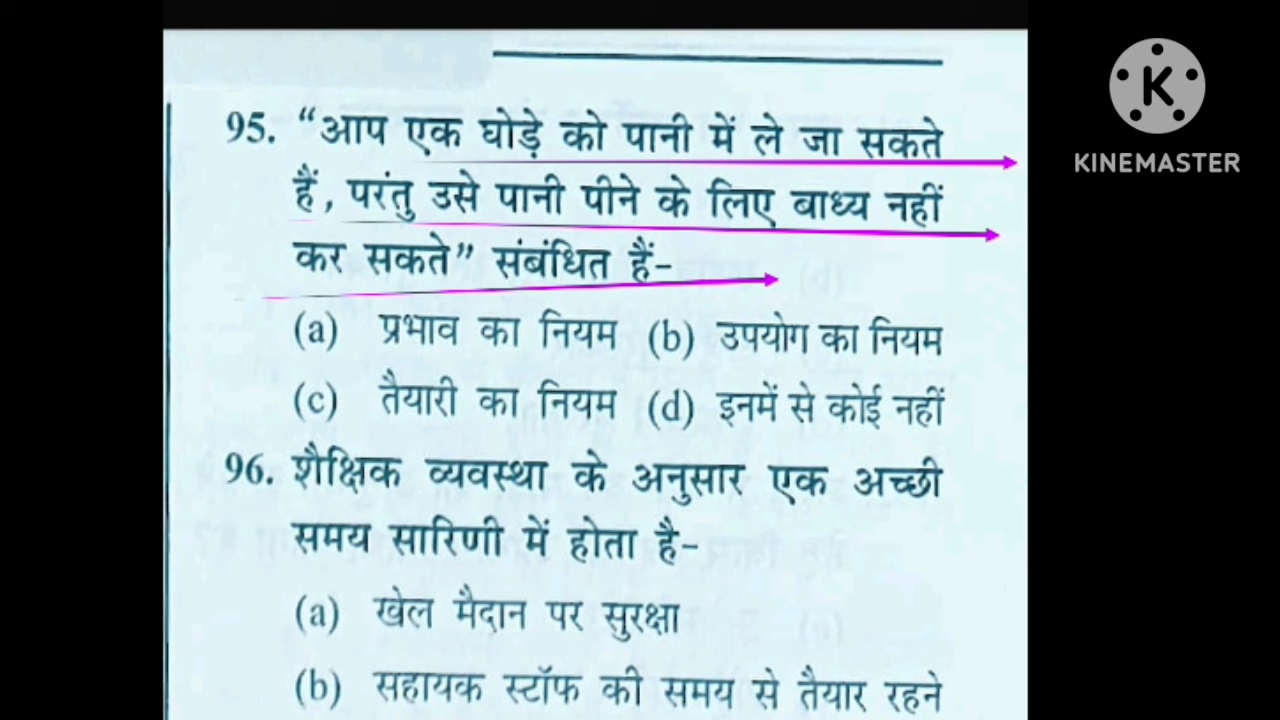 95. “आप एक घोड़े को पानी में ले जा सकते
हैं, परंतु उसे पानी पीने के लिए बाध्य नहीं
कर सकते” संबंधित हैं-
(a) प्रभाव का नियम (b) उपयोग का नियम
(c) तैयारी का नियम (d) इनमें से कोई नहीं
96. शैक्षिक व्यवस्था के अनुसार एक अच्छी
समय सारिणी में होता है-
(a) खेल मैदान पर सुरक्षा
(b) सहायक स्टॉफ की समय से तैयार रहने
K
KINEMASTER